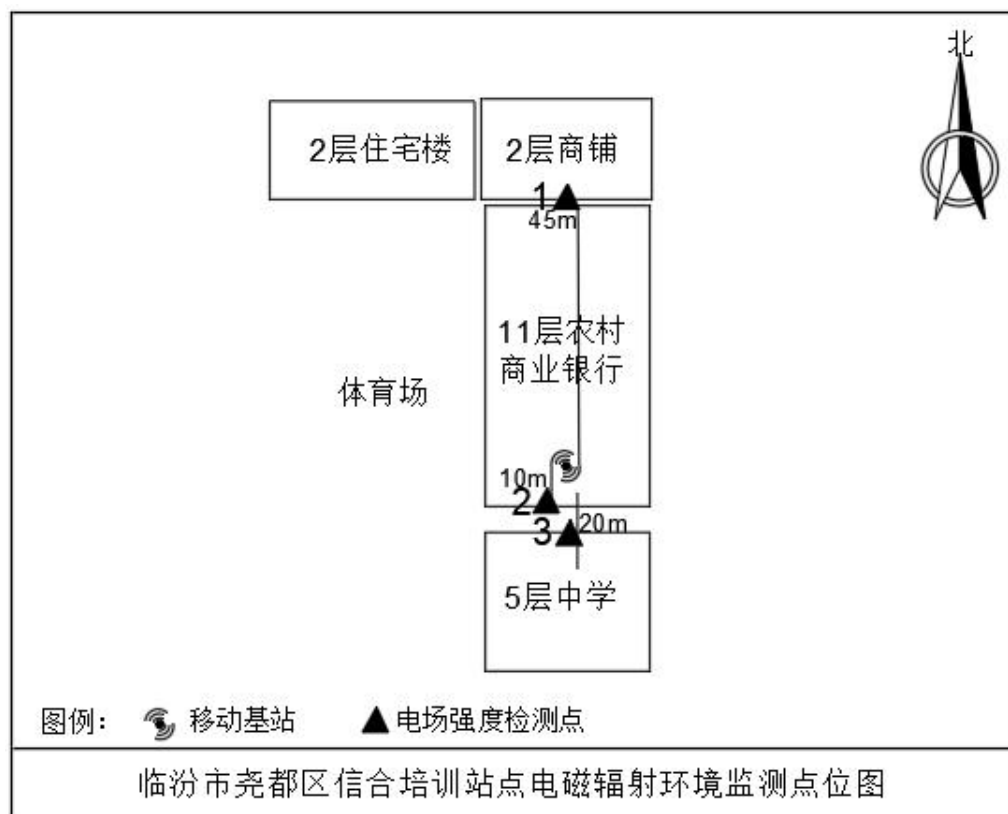 北
2层住宅楼
2层商铺
1
45m
11层农村
商业银行
体育场
10m
2
3
20m
5层中学
图例：
移动基站
电场强度检测点
临汾市尧都区信合培训站点电磁辐射环境监测点位图